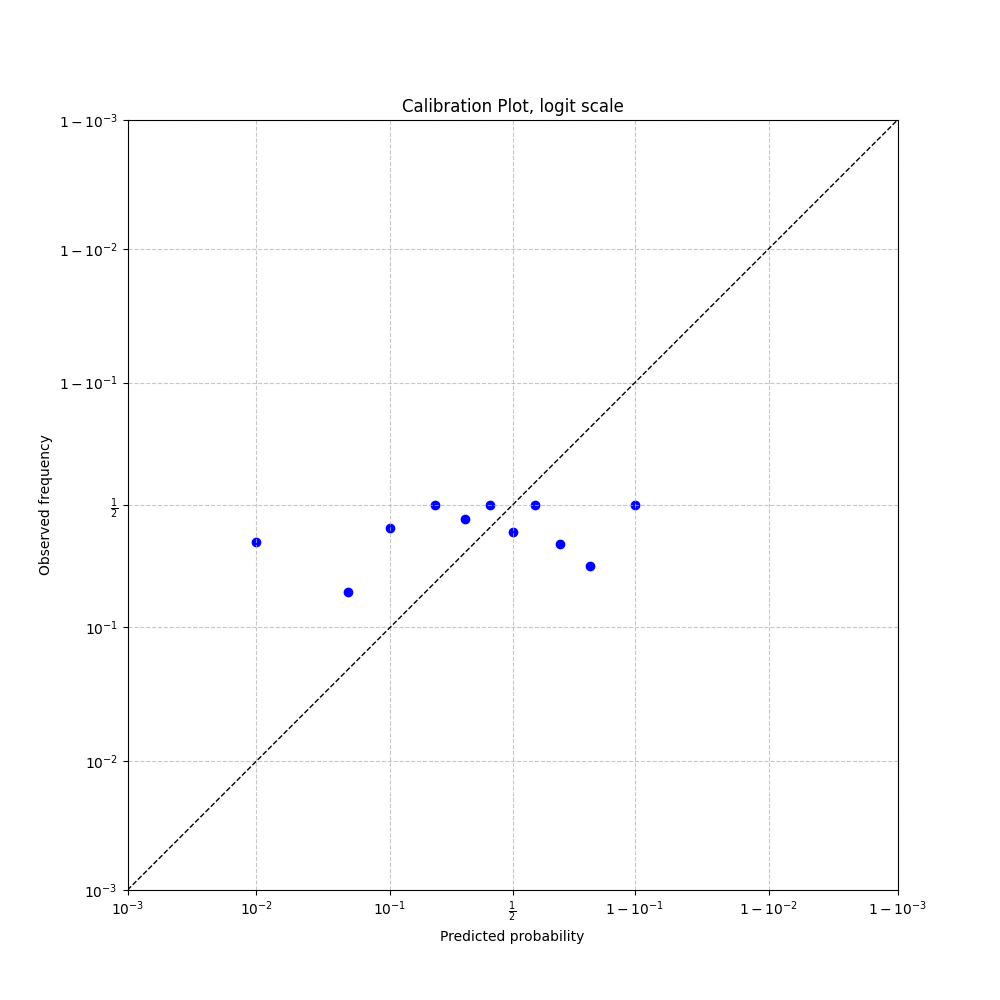 Calibration Plot, logit scale
Observed frequency
1 − 10⁻³
1 − 10⁻²
1 − 10⁻¹
½
10⁻¹
10⁻²
10⁻³
10⁻³ 10⁻² 10⁻¹ ½ 1 − 10⁻¹ 1 − 10⁻² 1 − 10⁻³
Predicted probability